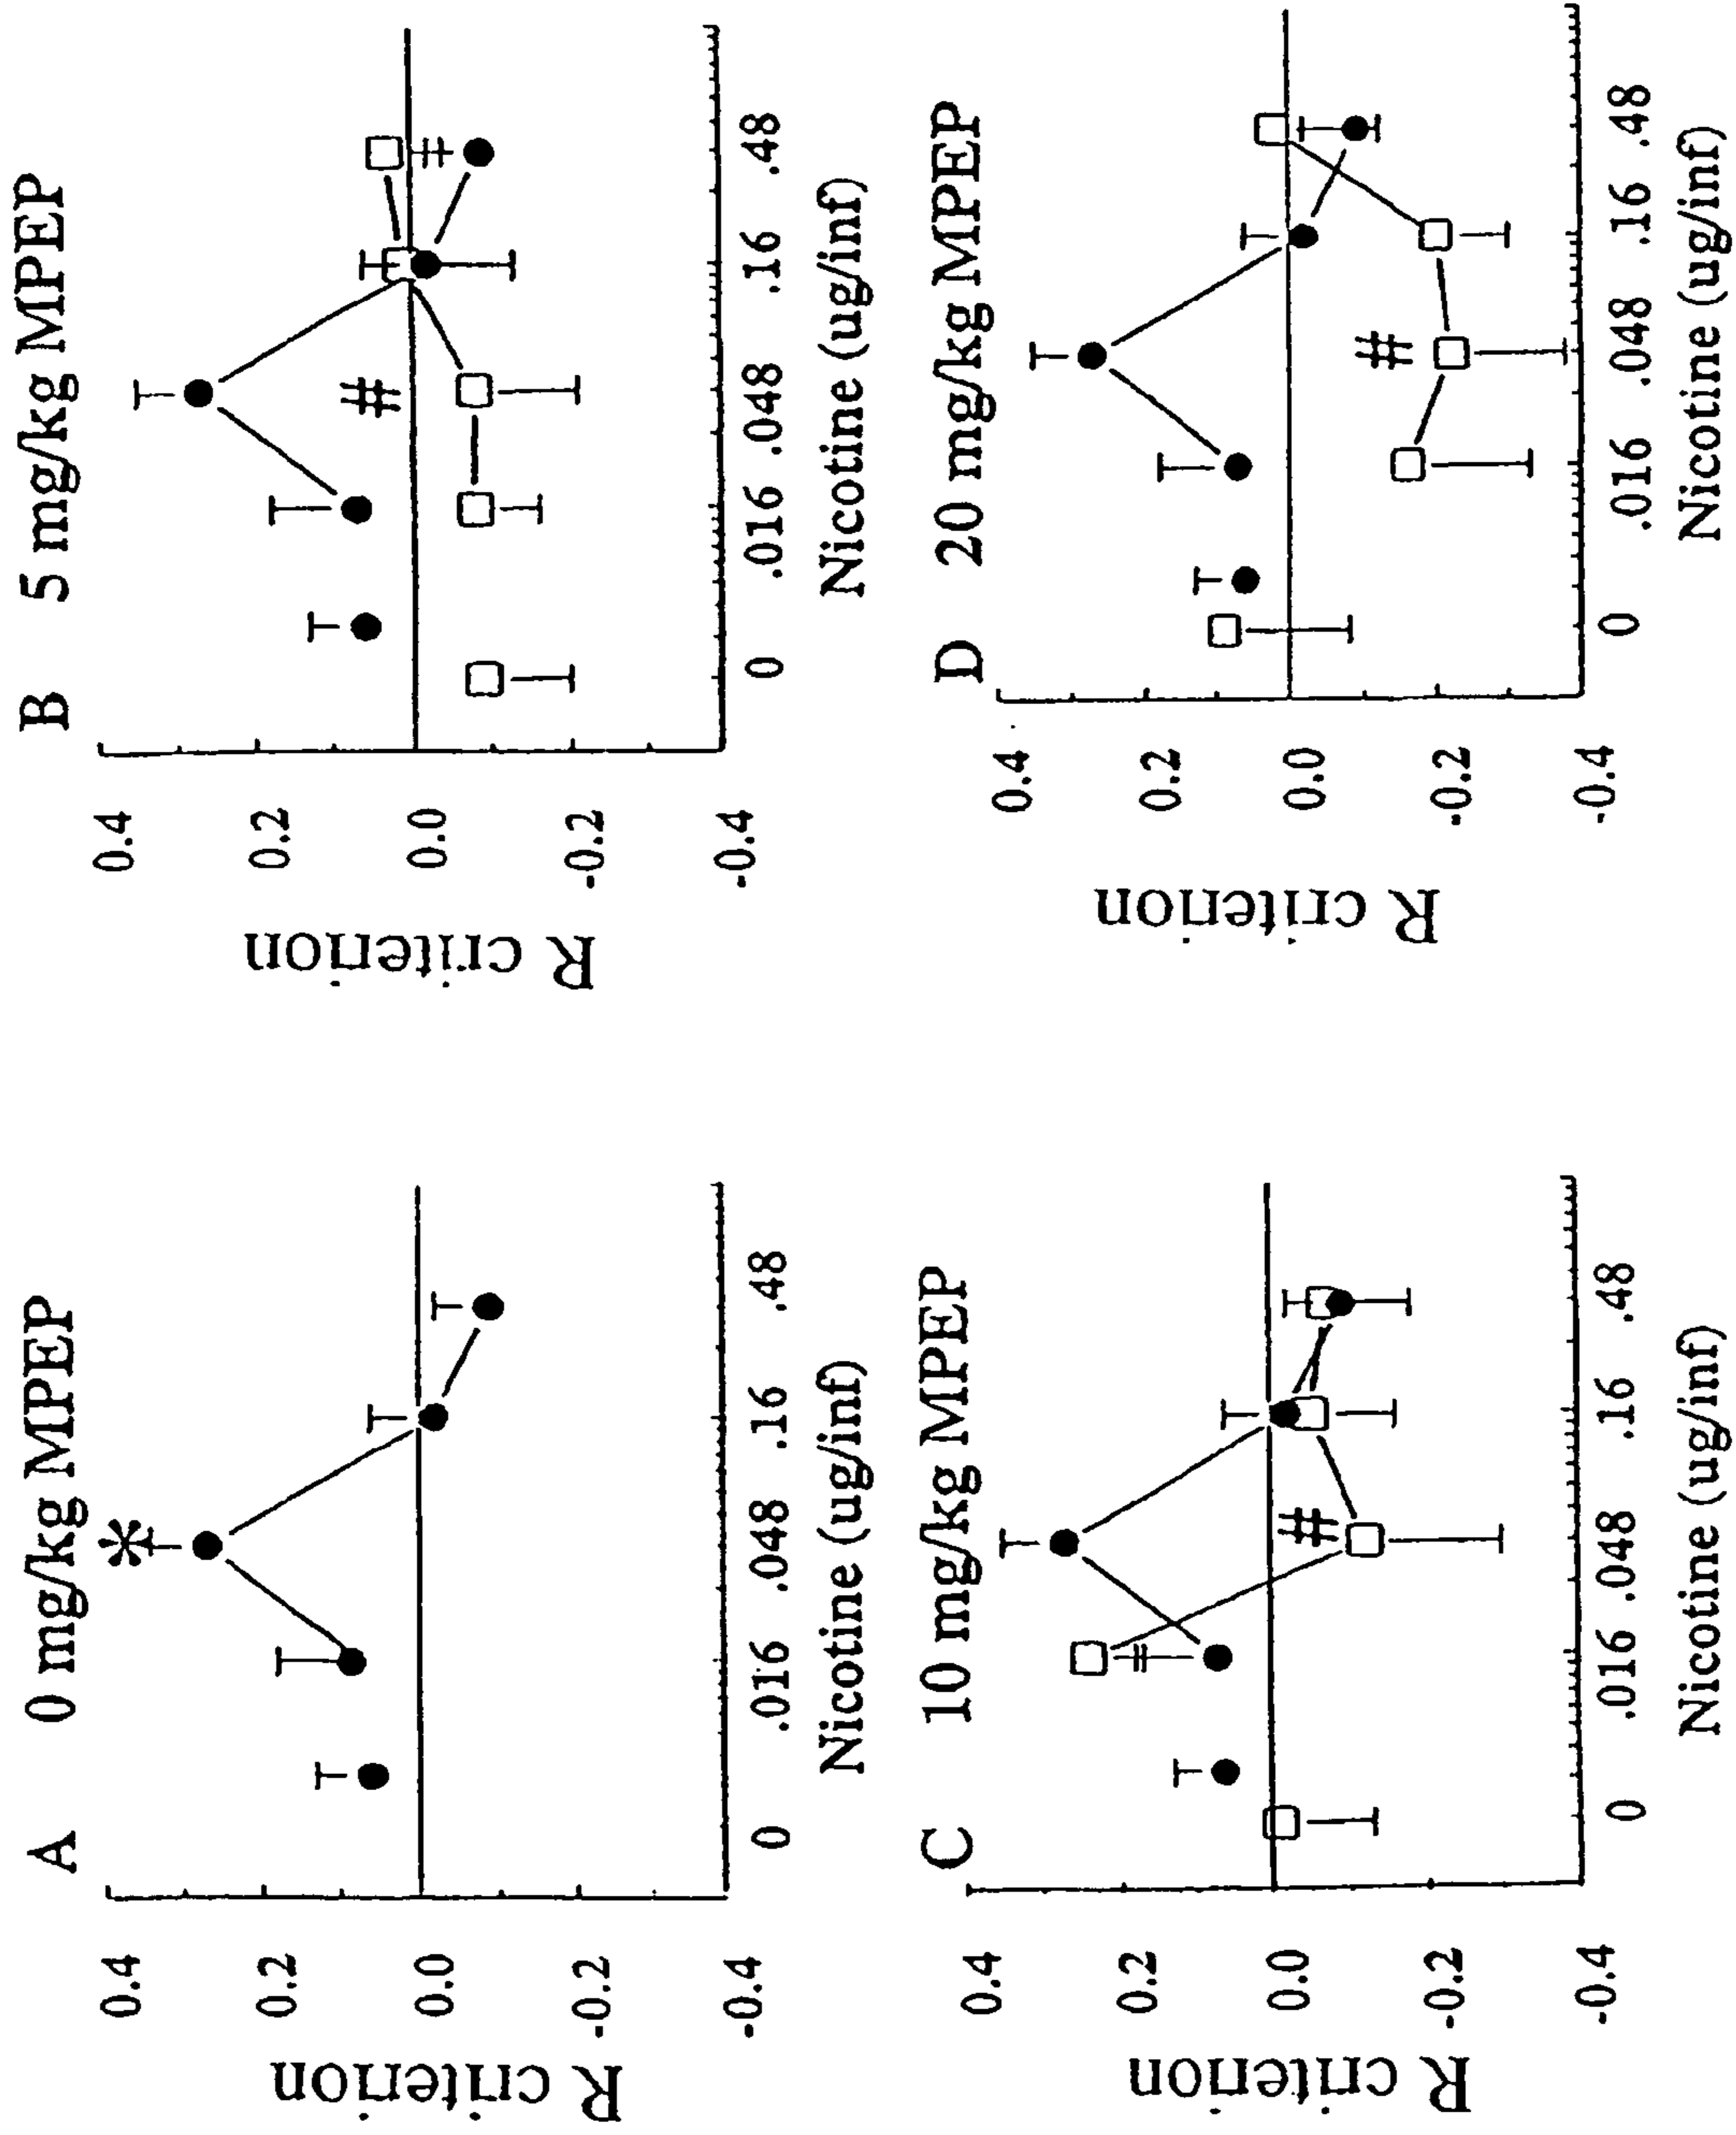 A 0 mg/kg MPEP
*
0.4
0.2
0.0
-0.2
-0.4
R criterion
0 .016 .048 .16 .48
Nicotine (ug/inf)
B 5 mg/kg MPEP
0.4
0.2
0.0
-0.2
-0.4
R criterion
#
0 .016 .048 .16 .48
Nicotine (ug/inf)
C 10 mg/kg MPEP
0.4
0.2
0.0
-0.2
-0.4
R criterion
#
0 .016 .048 .16 .48
Nicotine (ug/inf)
D 20 mg/kg MPEP
0.4
0.2
0.0
-0.2
-0.4
R criterion
#
0 .016 .048 .16 .48
Nicotine (ug/inf)